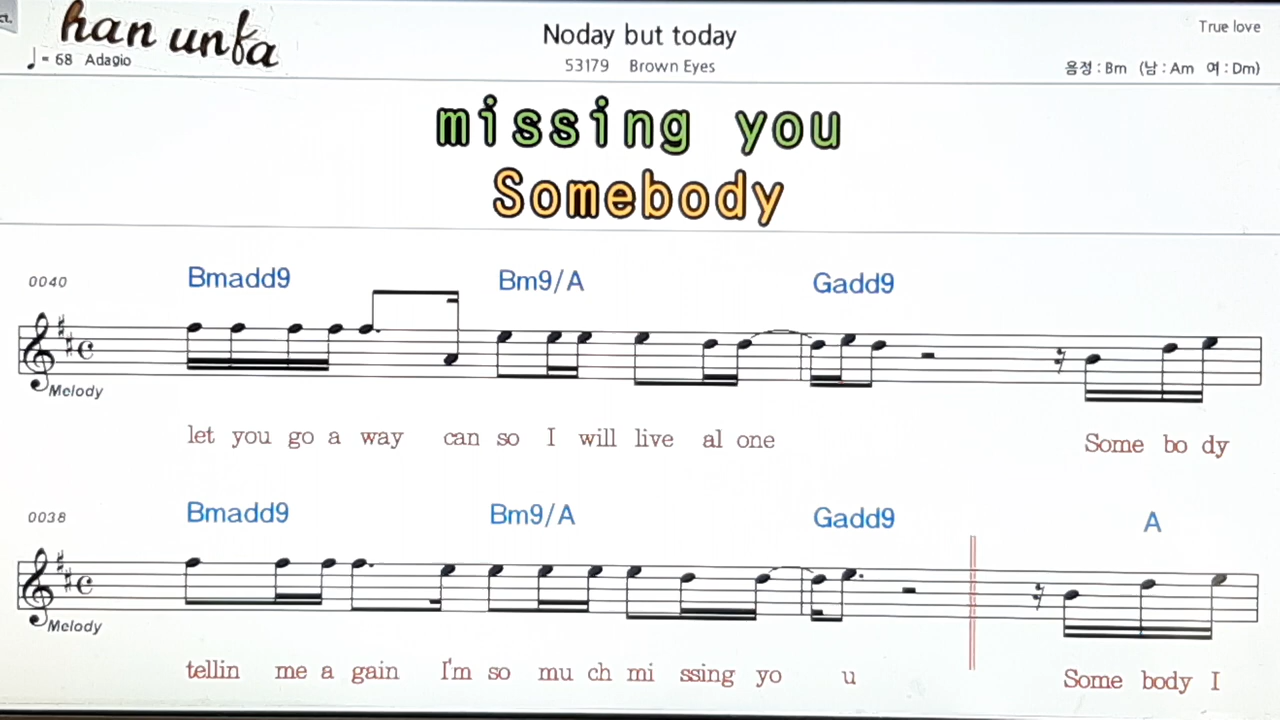 ct.
han unfa
♩= 68 Adagio
Noday but today
53179 Brown Eyes
True love
음정 : Bm (남 : Am 여 : Dm)
missing you
Somebody
0040
Bmadd9 Bm9/A Gadd9
Melody
let you go a way can so I will live al one Some bo dy
0038
Bmadd9 Bm9/A Gadd9 A
Melody
tellin me a gain I'm so mu ch mi ssing yo u Some body I